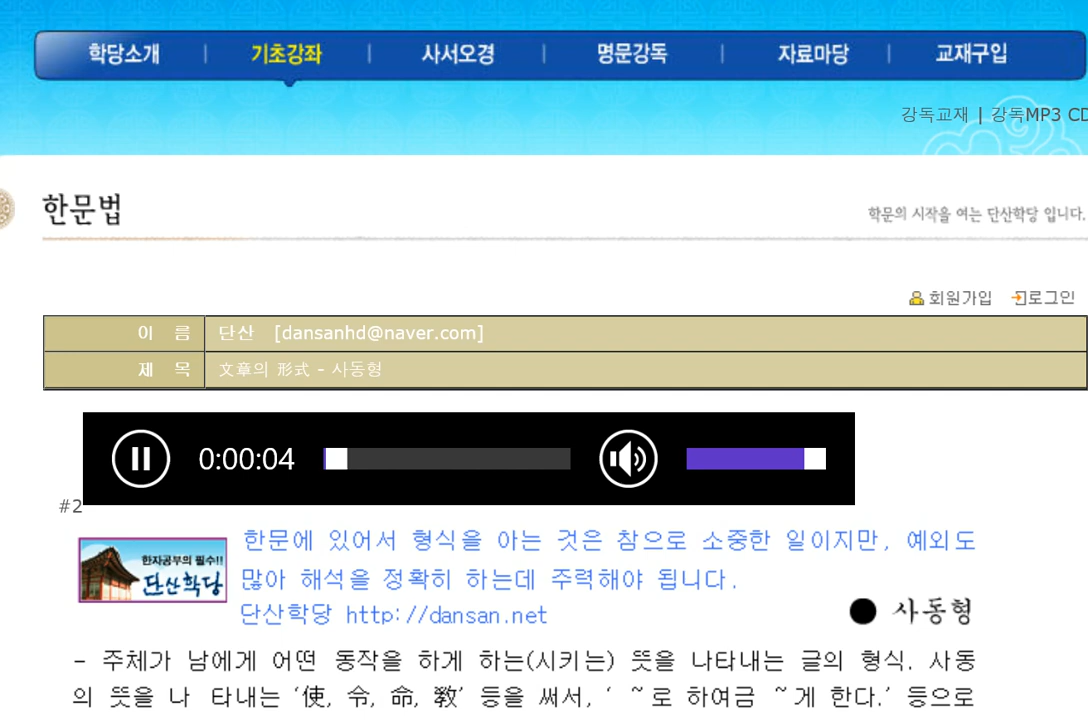 학당소개 | 기초강좌 | 사서오경 | 명문강독 | 자료마당 | 교재구입
강독교재 | 강독MP3 CD
한문법
학문의 시작을 여는 단산학당 입니다.
회원가입 로그인
이 름 단산 [dansanhd@naver.com]
제 목 文章의 形式 - 사동형
0:00:04
#2
한자공부의 필수!!
단산학당
한문에 있어서 형식을 아는 것은 참으로 소중한 일이지만, 예외도
많아 해석을 정확히 하는데 주력해야 됩니다.
단산학당 http://dansan.net
● 사동형
- 주체가 남에게 어떤 동작을 하게 하는(시키는) 뜻을 나타내는 글의 형식. 사동
의 뜻을 나 타내는 ‘使, 令, 命, 敎’ 등을 써서, ‘ ~로 하여금 ~게 한다.’ 등으로